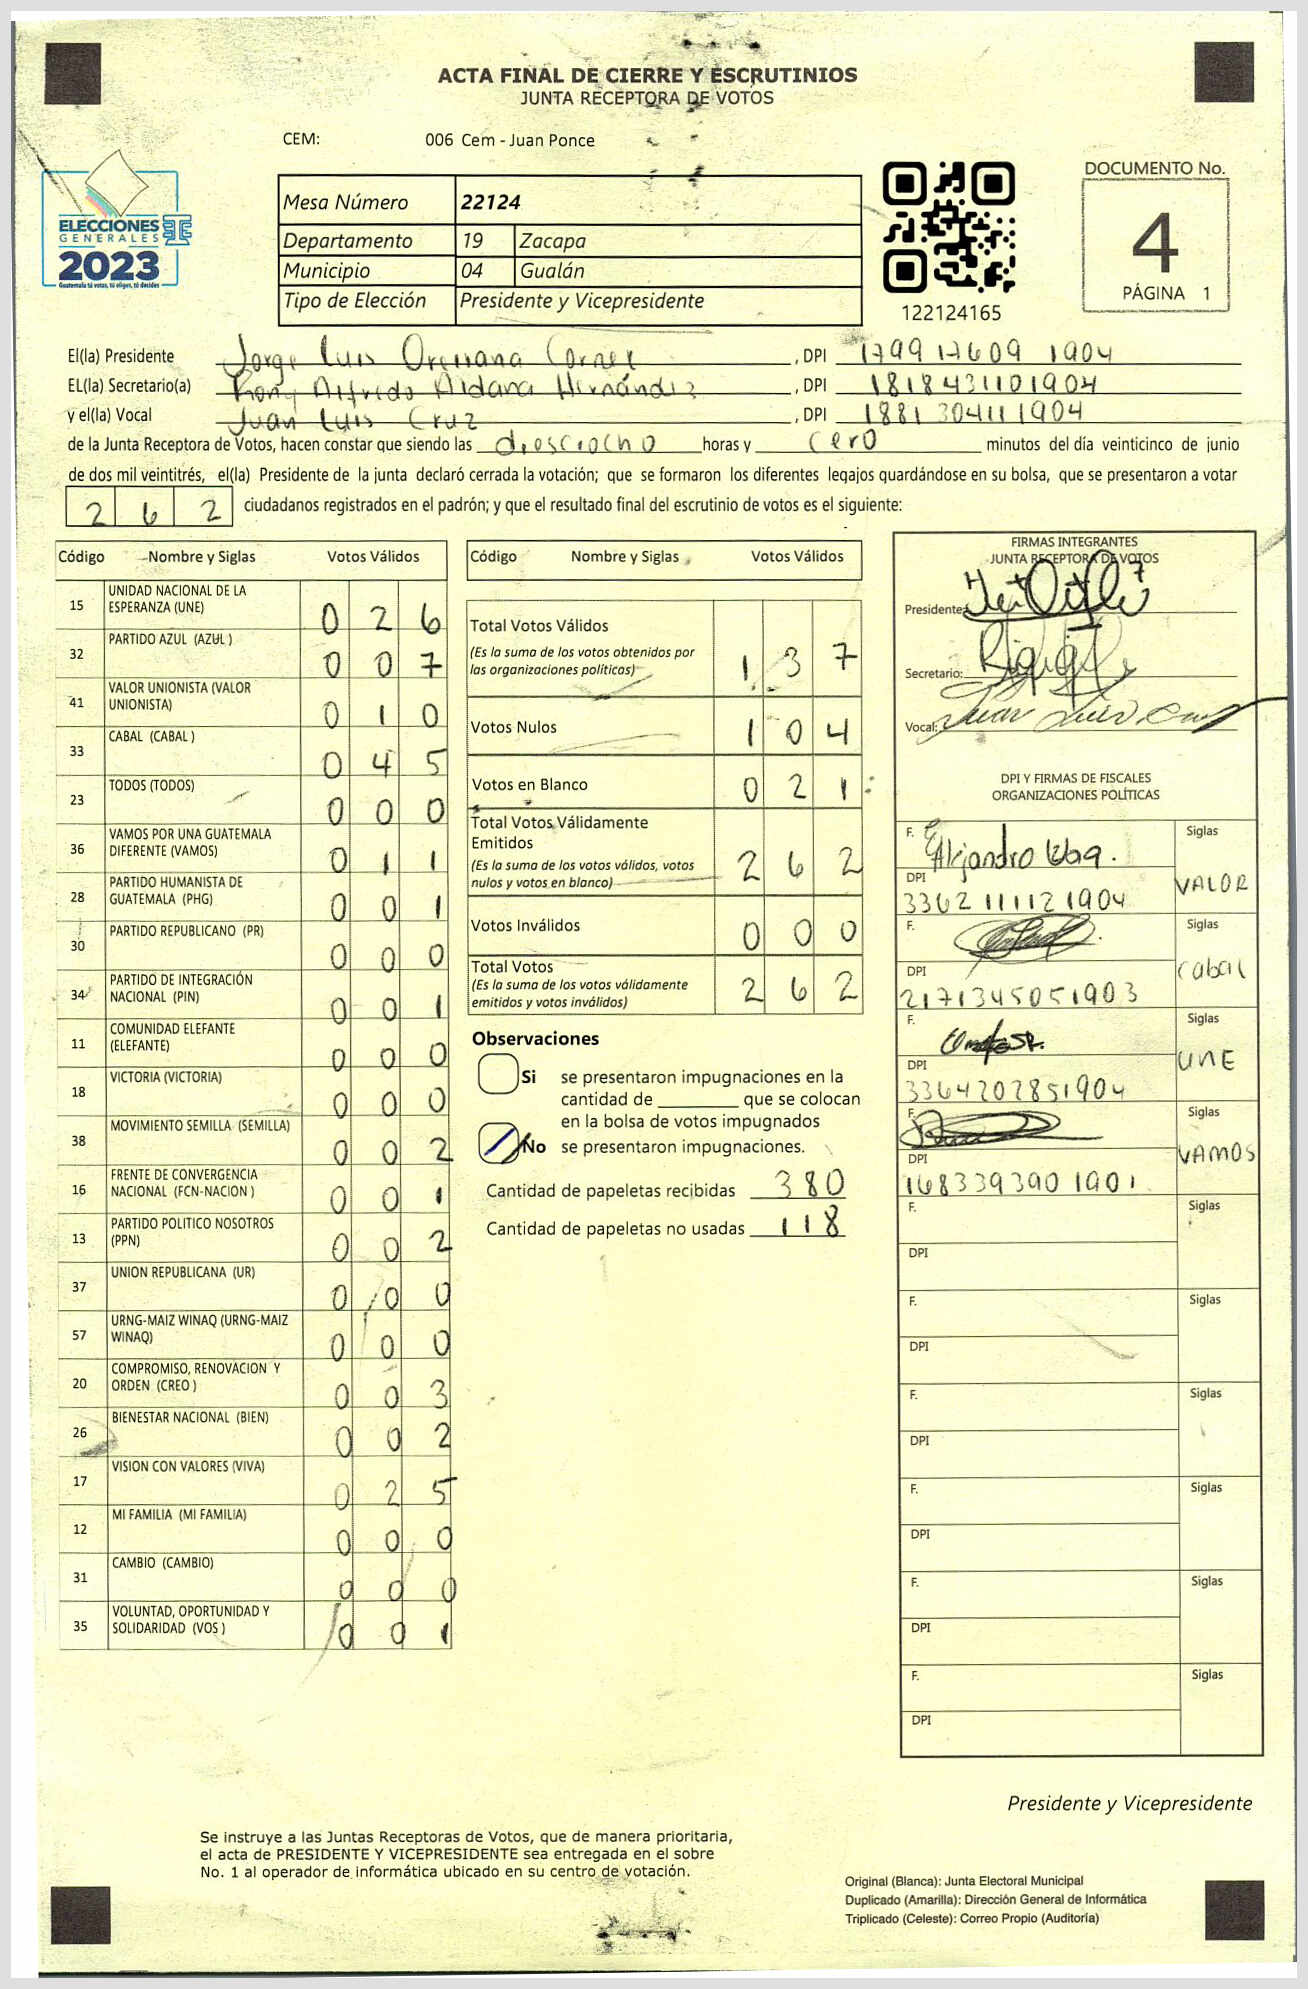 ACTA FINAL DE CIERRE Y ESCRUTINIOS
JUNTA RECEPTORA DE VOTOS
CEM: 006 Cem - Juan Ponce
ELECCIONES
GENERALES
2023
Guatemala tú votas, tú eliges, tú decides
Mesa Número 22124
Departamento 19 Zacapa
Municipio 04 Gualán
Tipo de Elección Presidente y Vicepresidente
122124165
DOCUMENTO No.
4
PÁGINA 1
El(la) Presidente Jorge Luis Orellana , DPI 1799 17609 1904
EL(la) Secretario(a) Rony Alfredo Aldana Hernández , DPI 1818431101904
y el(la) Vocal Juan Luis Cruz , DPI 1881 304111904
de la Junta Receptora de Votos, hacen constar que siendo las diesciocho horas y cero minutos del día veinticinco de junio
de dos mil veintitrés, el(la) Presidente de la junta declaró cerrada la votación; que se formaron los diferentes legajos quardándose en su bolsa, que se presentaron a votar
2 6 2 ciudadanos registrados en el padrón; y que el resultado final del escrutinio de votos es el siguiente:
Código Nombre y Siglas Votos Válidos
15 UNIDAD NACIONAL DE LA
ESPERANZA (UNE) 0 2 6
32 PARTIDO AZUL (AZUL ) 0 0 7
41 VALOR UNIONISTA (VALOR
UNIONISTA) 0 1 0
33 CABAL (CABAL ) 0 4 5
23 TODOS (TODOS) 0 0 0
36 VAMOS POR UNA GUATEMALA
DIFERENTE (VAMOS) 0 1 1
28 PARTIDO HUMANISTA DE
GUATEMALA (PHG) 0 0 1
30 PARTIDO REPUBLICANO (PR) 0 0 0
34 PARTIDO DE INTEGRACIÓN
NACIONAL (PIN) 0 0 1
11 COMUNIDAD ELEFANTE
(ELEFANTE) 0 0 0
18 VICTORIA (VICTORIA) 0 0 0
38 MOVIMIENTO SEMILLA (SEMILLA) 0 0 2
16 FRENTE DE CONVERGENCIA
NACIONAL (FCN-NACION ) 0 0 1
13 PARTIDO POLITICO NOSOTROS
(PPN) 0 0 2
37 UNION REPUBLICANA (UR) 0 0 0
57 URNG-MAIZ WINAQ (URNG-MAIZ
WINAQ) 0 0 0
20 COMPROMISO, RENOVACION Y
ORDEN (CREO ) 0 0 3
26 BIENESTAR NACIONAL (BIEN) 0 0 2
17 VISION CON VALORES (VIVA) 0 2 5
12 MI FAMILIA (MI FAMILIA) 0 0 0
31 CAMBIO (CAMBIO) 0 0 0
35 VOLUNTAD, OPORTUNIDAD Y
SOLIDARIDAD (VOS ) 0 0 1
Código Nombre y Siglas Votos Válidos
Total Votos Válidos
(Es la suma de los votos obtenidos por
las organizaciones políticas) 1 3 7
Votos Nulos 1 0 4
Votos en Blanco 0 2 1
Total Votos Válidamente
Emitidos
(Es la suma de los votos válidos, votos
nulos y votos en blanco) 2 6 2
Votos Inválidos 0 0 0
Total Votos
(Es la suma de los votos válidamente
emitidos y votos inválidos) 2 6 2
Observaciones
Si se presentaron impugnaciones en la
cantidad de ________ que se colocan
en la bolsa de votos impugnados
No se presentaron impugnaciones.
Cantidad de papeletas recibidas 380
Cantidad de papeletas no usadas 118
FIRMAS INTEGRANTES
JUNTA RECEPTORA DE VOTOS
Presidente:
Secretario:
Vocal: Juan Luis Cruz
DPI Y FIRMAS DE FISCALES
ORGANIZACIONES POLÍTICAS
F. Alejandro Siglas
DPI 3362 11112 1904 VALOR
F. Siglas
DPI 2171345051903 Cabal
F. Siglas
DPI 3364202851904 UNE
F. Siglas
DPI 168339390 1901 VAMOS
F. Siglas
DPI
F. Siglas
DPI
F. Siglas
DPI
F. Siglas
DPI
F. Siglas
DPI
F. Siglas
DPI
Presidente y Vicepresidente
Se instruye a las Juntas Receptoras de Votos, que de manera prioritaria,
el acta de PRESIDENTE Y VICEPRESIDENTE sea entregada en el sobre
No. 1 al operador de informática ubicado en su centro de votación.
Original (Blanca): Junta Electoral Municipal
Duplicado (Amarilla): Dirección General de Informática
Triplicado (Celeste): Correo Propio (Auditoría)